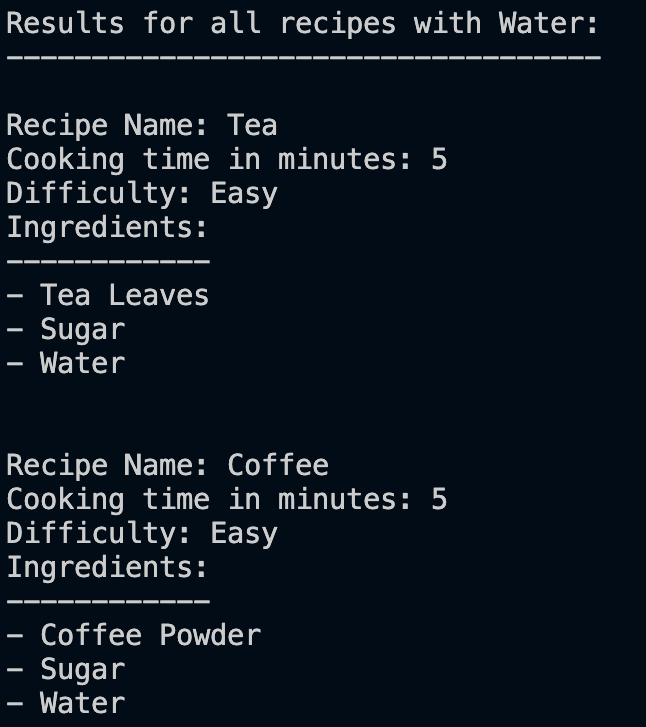 Results for all recipes with Water:
-----------------------------------
Recipe Name: Tea
Cooking time in minutes: 5
Difficulty: Easy
Ingredients:
------------
- Tea Leaves
- Sugar
- Water
Recipe Name: Coffee
Cooking time in minutes: 5
Difficulty: Easy
Ingredients:
------------
- Coffee Powder
- Sugar
- Water